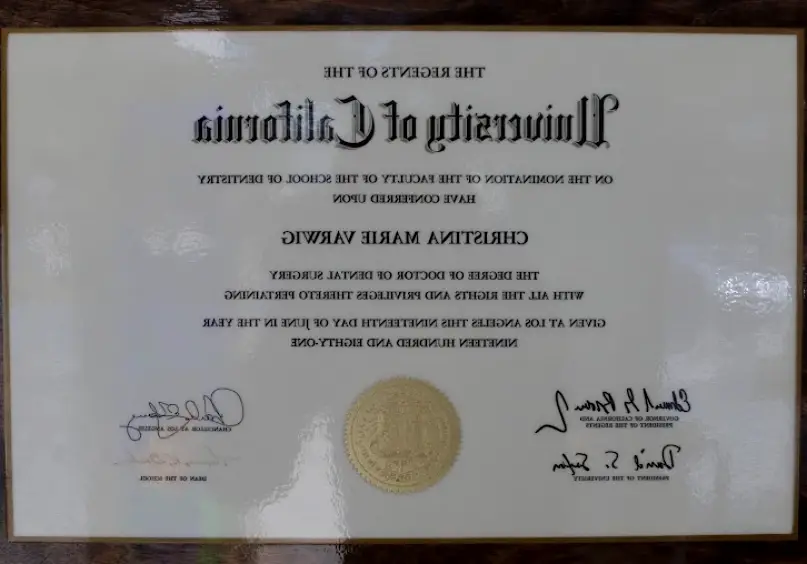 THE REGENTS OF THE
University of California
ON THE NOMINATION OF THE FACULTY OF THE SCHOOL OF DENTISTRY
HAVE CONFERRED UPON
CHRISTINA MARIE VARWIG
THE DEGREE OF DOCTOR OF DENTAL SURGERY
WITH ALL THE RIGHTS AND PRIVILEGES THERETO PERTAINING
GIVEN AT LOS ANGELES THIS NINETEENTH DAY OF JUNE IN THE YEAR
NINETEEN HUNDRED AND EIGHTY-ONE
GOVERNOR OF CALIFORNIA AND
PRESIDENT OF THE REGENTS
CHANCELLOR AT LOS ANGELES
PRESIDENT OF THE UNIVERSITY
DEAN OF THE SCHOOL